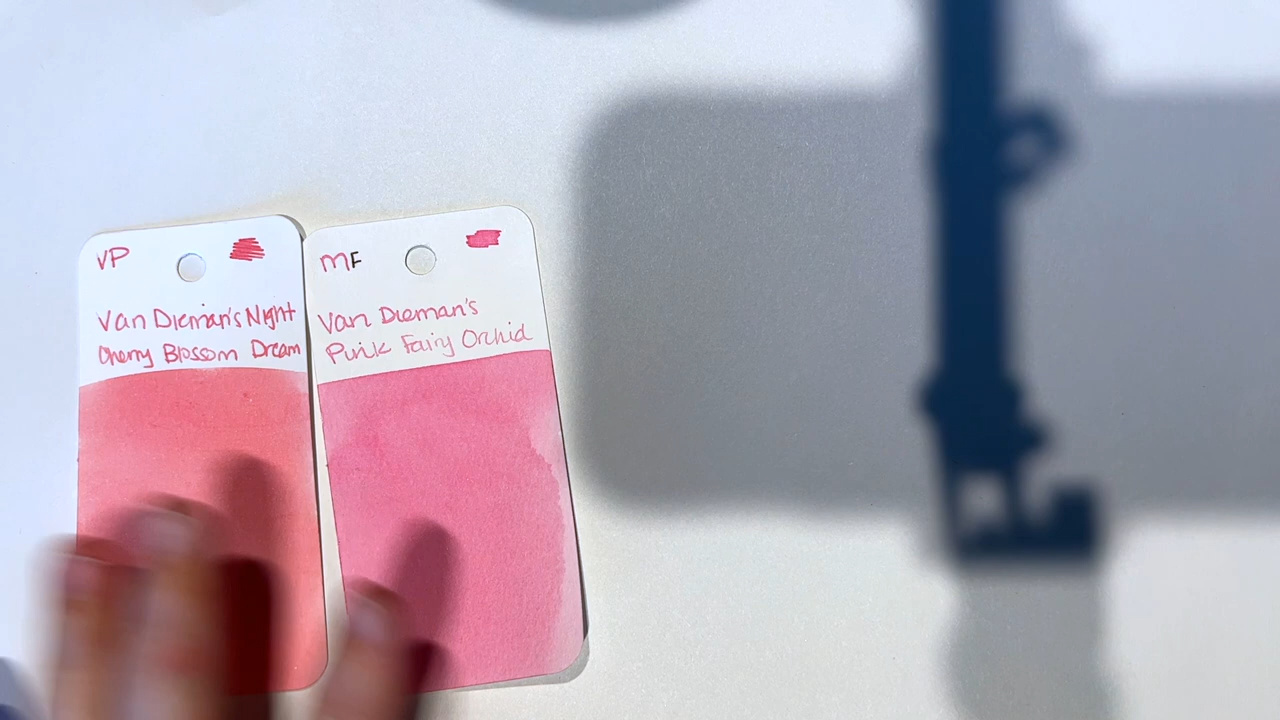 VP
Van Dieman's Night
Cherry Blossom Dream
MF
Van Dieman's
Pink Fairy Orchid